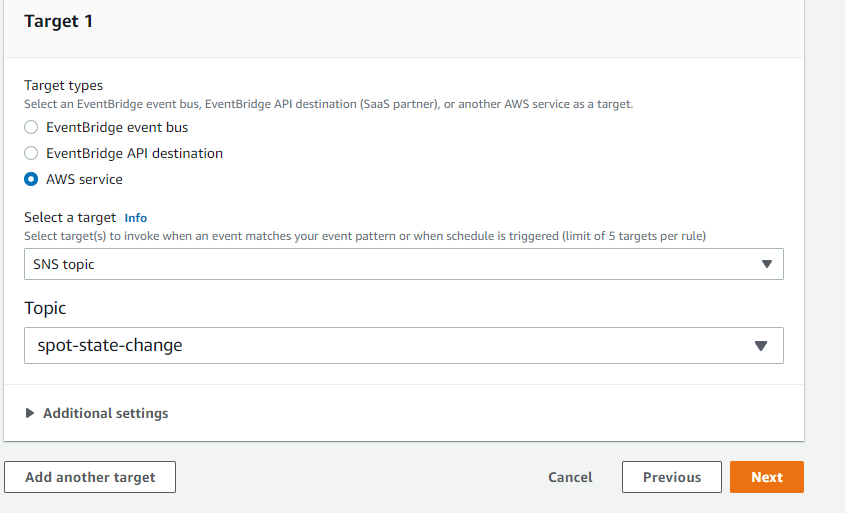 Target 1
Target types
Select an EventBridge event bus, EventBridge API destination (SaaS partner), or another AWS service as a target.
EventBridge event bus
EventBridge API destination
AWS service
Select a target Info
Select target(s) to invoke when an event matches your event pattern or when schedule is triggered (limit of 5 targets per rule)
SNS topic
Topic
spot-state-change
Additional settings
Add another target Cancel Previous Next